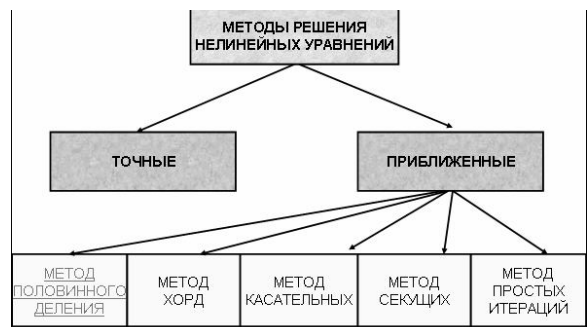 МЕТОДЫ РЕШЕНИЯ
НЕЛИНЕЙНЫХ УРАВНЕНИЙ
ТОЧНЫЕ
ПРИБЛИЖЕННЫЕ
МЕТОД
ПОЛОВИННОГО
ДЕЛЕНИЯ
МЕТОД
ХОРД
МЕТОД
КАСАТЕЛЬНЫХ
МЕТОД
СЕКУЩИХ
МЕТОД
ПРОСТЫХ
ИТЕРАЦИЙ